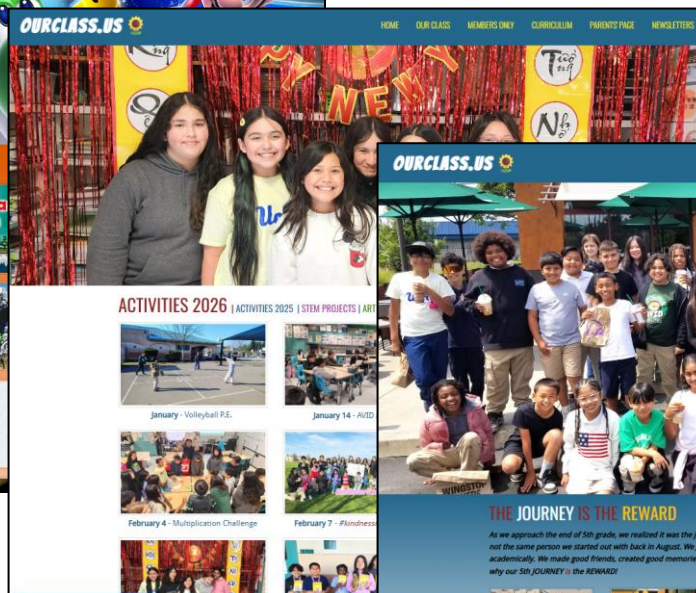 OURCLASS.US
HOME OUR CLASS MEMBERS ONLY CURRICULUM PARENTS' PAGE NEWSLETTERS
NEW
OURCLASS.US
ACTIVITIES 2026 | ACTIVITIES 2025 | STEM PROJECTS | ART
January - Volleyball P.E.
January 14 - AVID
February 4 - Multiplication Challenge
February 7 - #kindness
WINGSTOP
THE JOURNEY IS THE REWARD
As we approach the end of 5th grade, we realized it was the
not the same person we started out with back in August. We
academically. We made good friends, created good memorie
why our 5th JOURNEY is the REWARD!